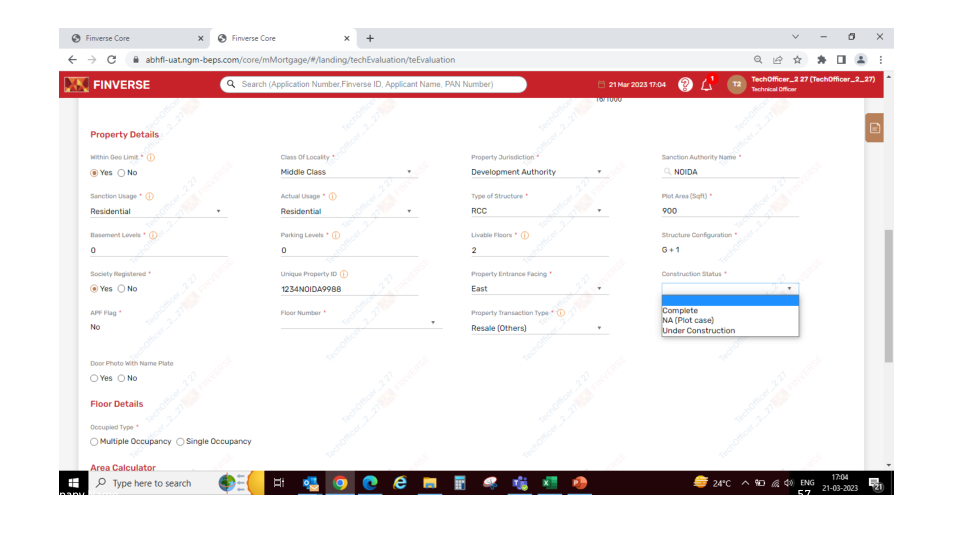 Finverse Core
Finverse Core
abhfl-uat.ngm-beps.com/core/mMortgage/#/landing/techEvaluation/teEvaluation
FINVERSE
Search (Application Number,Finverse ID, Applicant Name, PAN Number)
21 Mar 2023 17:04
1
T2
TechOfficer_2 27 (TechOfficer_2_27)
Technical Officer
16/1000
Property Details
Within Geo Limit *
Class Of Locality *
Property Jurisdiction *
Sanction Authority Name *
Yes No
Middle Class
Development Authority
NOIDA
Sanction Usage *
Actual Usage *
Type of Structure *
Plot Area (Sqft) *
Residential
Residential
RCC
900
Basement Levels *
Parking Levels *
Livable Floors *
Structure Configuration *
0
0
2
G + 1
Society Registered *
Unique Property ID
Property Entrance Facing *
Construction Status *
Yes No
1234NOIDA9988
East
APF Flag *
Floor Number *
Property Transaction Type *
Complete
NA (Plot case)
Under Construction
No
Resale (Others)
Door Photo With Name Plate
Yes No
Floor Details
Occupied Type *
Multiple Occupancy Single Occupancy
Area Calculator
Type here to search
24°C
ENG
17:04
21-03-2023
21
57